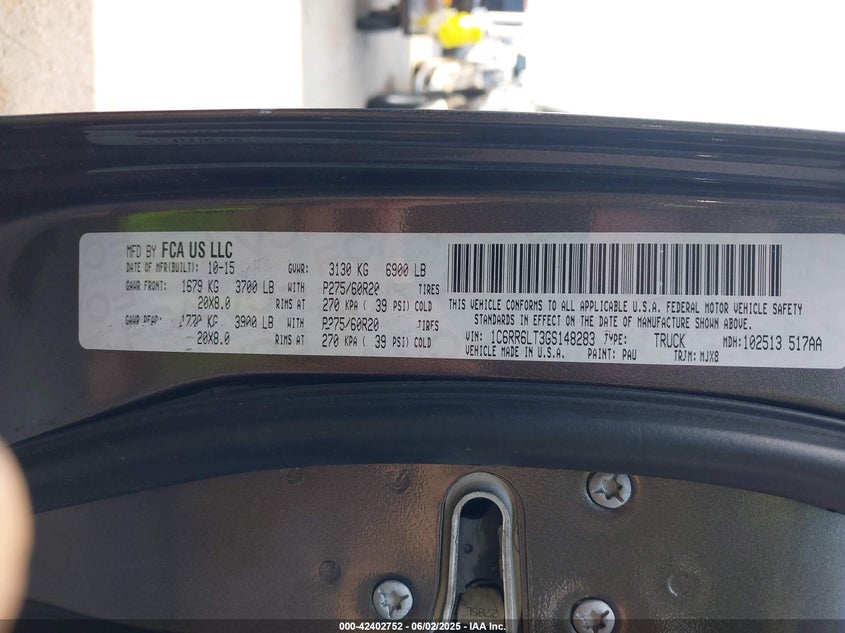 MFD BY FCA US LLC
DATE OF MFR(BUILT): 10-15 GVWR: 3130 KG 6900 LB
GAWR FRONT: 1679 KG 3700 LB WITH P275/60R20 TIRES
20X8.0 RIMS AT 270 KPA ( 39 PSI) COLD
GAWR REAR: KG 3900 LB WITH P275/60R20 TIRES
20X8.0 RIMS AT 270 KPA ( 39 PSI) COLD
THIS VEHICLE CONFORMS TO ALL APPLICABLE U.S.A. FEDERAL MOTOR VEHICLE SAFETY
STANDARDS IN EFFECT ON THE DATE OF MANUFACTURE SHOWN ABOVE.
VIN: 1C6RR6LT3GS148283 TYPE: TRUCK MDH:102513 517AA
VEHICLE MADE IN U.S.A. PAINT: PAU TRIM: MJX8
000-42402752 - 06/02/2025 - IAA Inc.